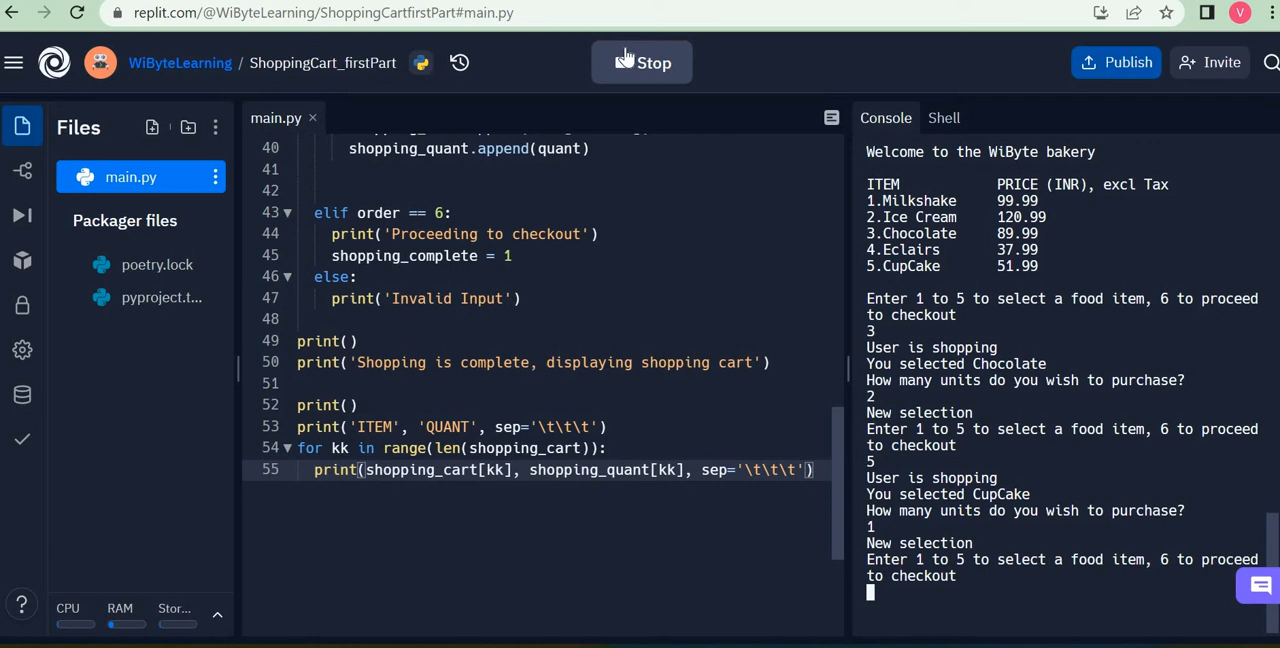 replit.com/@WiByteLearning/ShoppingCartfirstPart#main.py
V
WiByteLearning / ShoppingCart_firstPart
Stop
Publish
Invite
Files
main.py
Packager files
poetry.lock
pyproject.t...
CPU RAM Stor...
?
main.py ×
40 shopping_quant.append(quant)
41
42
43 elif order == 6:
44 print('Proceeding to checkout')
45 shopping_complete = 1
46 else:
47 print('Invalid Input')
48
49 print()
50 print('Shopping is complete, displaying shopping cart')
51
52 print()
53 print('ITEM', 'QUANT', sep='\t\t\t')
54 for kk in range(len(shopping_cart)):
55 print(shopping_cart[kk], shopping_quant[kk], sep='\t\t\t')
Console Shell
Welcome to the WiByte bakery
ITEM PRICE (INR), excl Tax
1.Milkshake 99.99
2.Ice Cream 120.99
3.Chocolate 89.99
4.Eclairs 37.99
5.CupCake 51.99
Enter 1 to 5 to select a food item, 6 to proceed
to checkout
3
User is shopping
You selected Chocolate
How many units do you wish to purchase?
2
New selection
Enter 1 to 5 to select a food item, 6 to proceed
to checkout
5
User is shopping
You selected CupCake
How many units do you wish to purchase?
1
New selection
Enter 1 to 5 to select a food item, 6 to proceed
to checkout